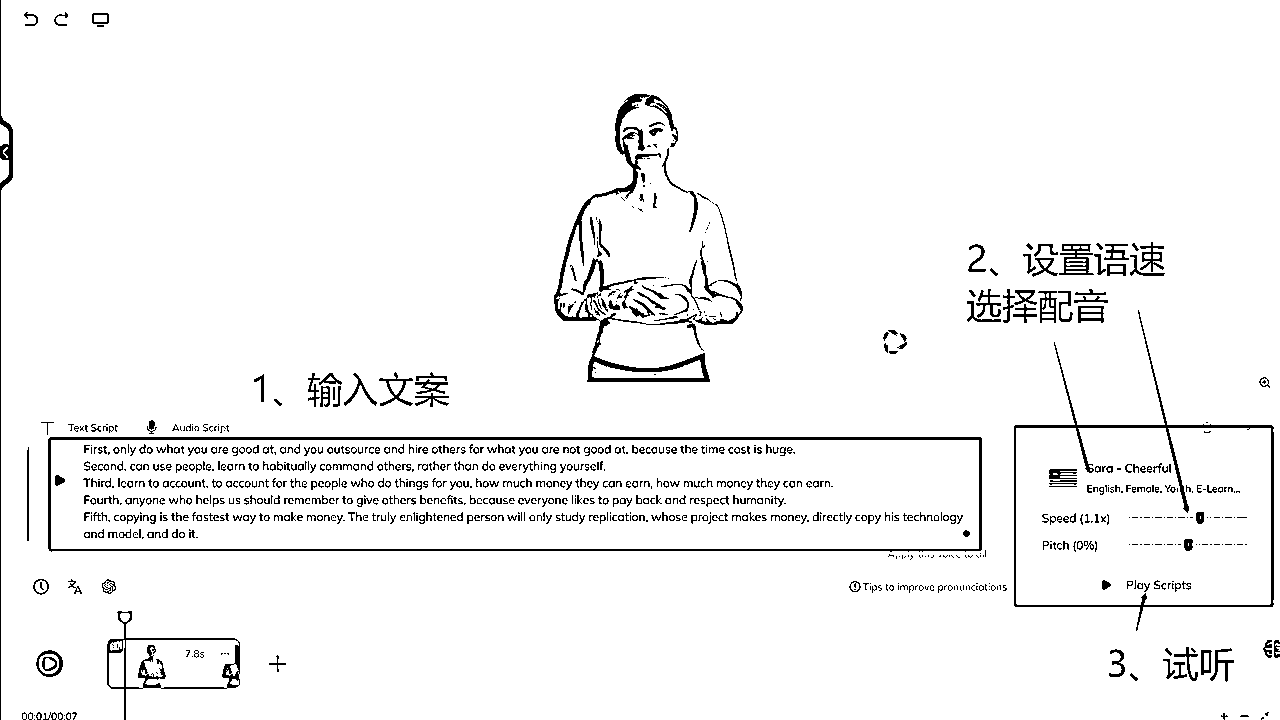 2、设置语速
选择配音
1、输入文案
Text Script
Audio Script
First, only do what you are good at, and you outsource and hire others for what you are not good at, because the time cost is huge.
Second, can use people, learn to habitually command others, rather than do everything yourself.
Third, learn to account, to account for the people who do things for you, how much money they can earn, how much money they can earn.
Fourth, anyone who helps us should remember to give others benefits, because everyone likes to pay back and respect humanity.
Fifth, copying is the fastest way to make money. The truly enlightened person will only study replication, whose project makes money, directly copy his technology
and model, and do it.
Apply this voice to all
Sara - Cheerful
English, Female, Youth, E-Learn...
Speed (1.1x)
Pitch (0%)
Play Scripts
Tips to improve pronunciations
7.8s
3、试听
00:01/00:07